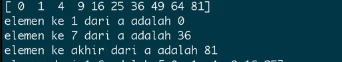 [ 0 1 4 9 16 25 36 49 64 81]
elemen ke 1 dari a adalah 0
elemen ke 7 dari a adalah 36
elemen ke akhir dari a adalah 81